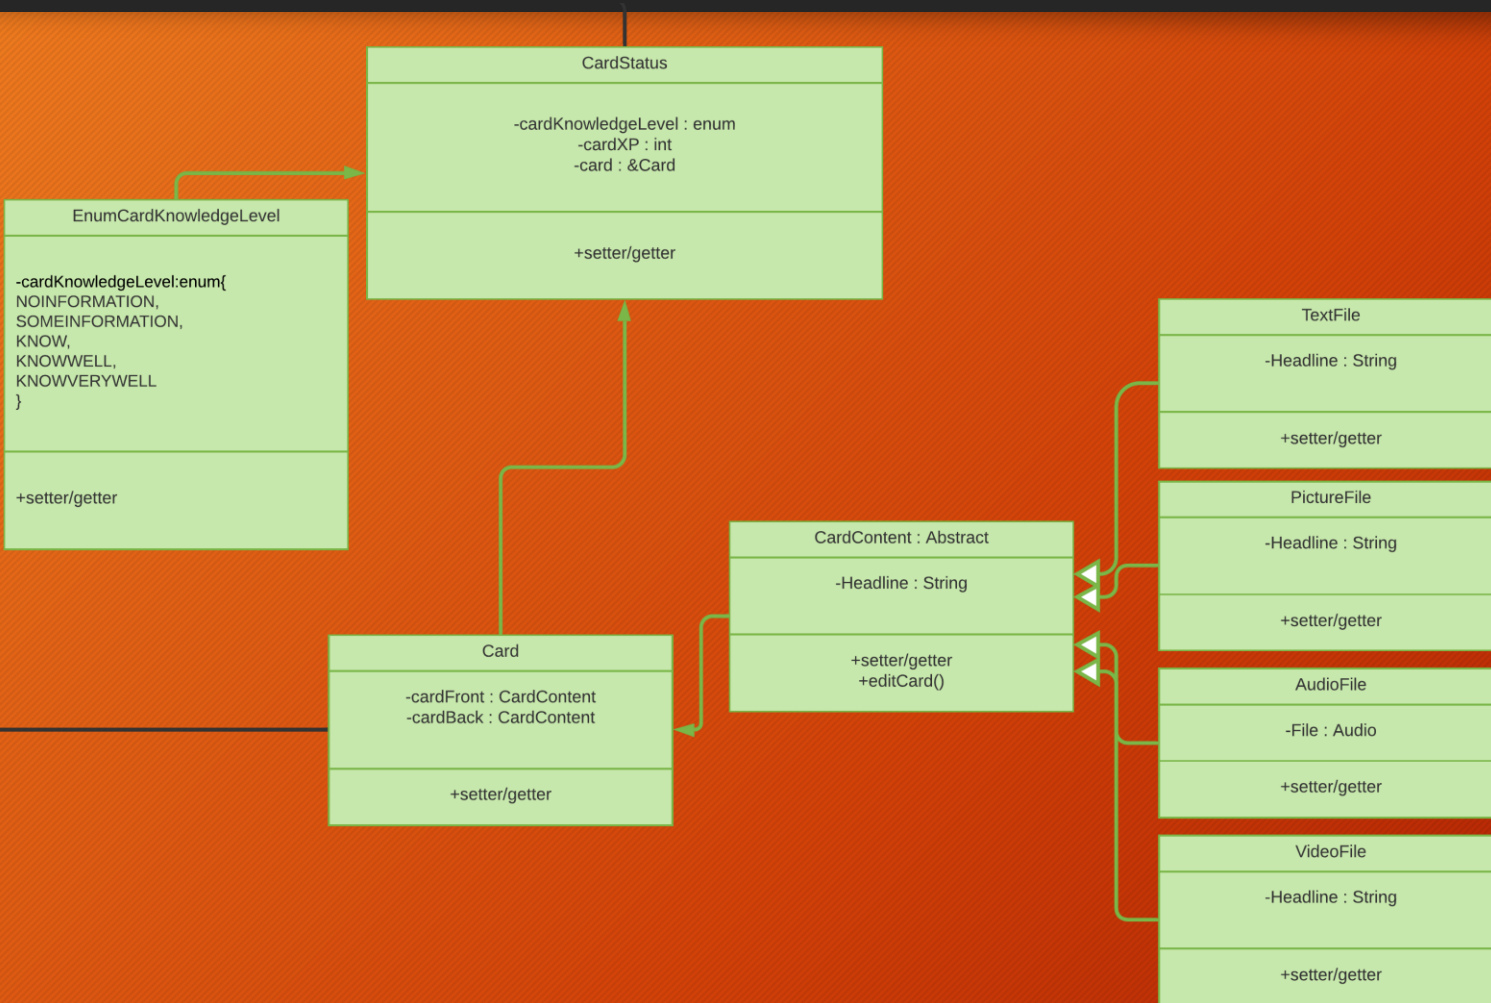 CardStatus
-cardKnowledgeLevel : enum
-cardXP : int
-card : &Card
+setter/getter
EnumCardKnowledgeLevel
-cardKnowledgeLevel:enum{
NOINFORMATION,
SOMEINFORMATION,
KNOW,
KNOWWELL,
KNOWVERYWELL
}
+setter/getter
TextFile
-Headline : String
+setter/getter
PictureFile
-Headline : String
+setter/getter
CardContent : Abstract
-Headline : String
+setter/getter
+editCard()
Card
-cardFront : CardContent
-cardBack : CardContent
+setter/getter
AudioFile
-File : Audio
+setter/getter
VideoFile
-Headline : String
+setter/getter